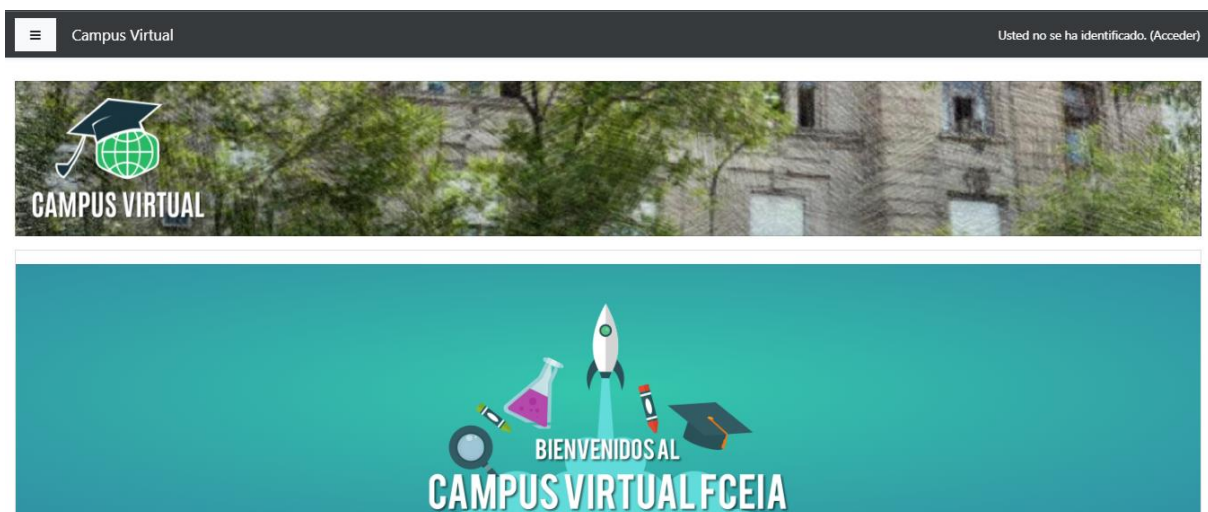 Campus Virtual
Usted no se ha identificado. (Acceder)
CAMPUS VIRTUAL
BIENVENIDOS AL
CAMPUS VIRTUAL FCEIA